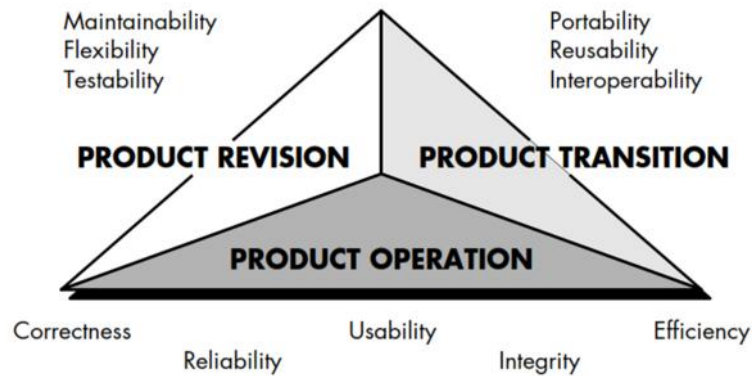 Maintainability
Flexibility
Testability
Portability
Reusability
Interoperability
PRODUCT REVISION
PRODUCT TRANSITION
PRODUCT OPERATION
Correctness
Usability
Efficiency
Reliability
Integrity